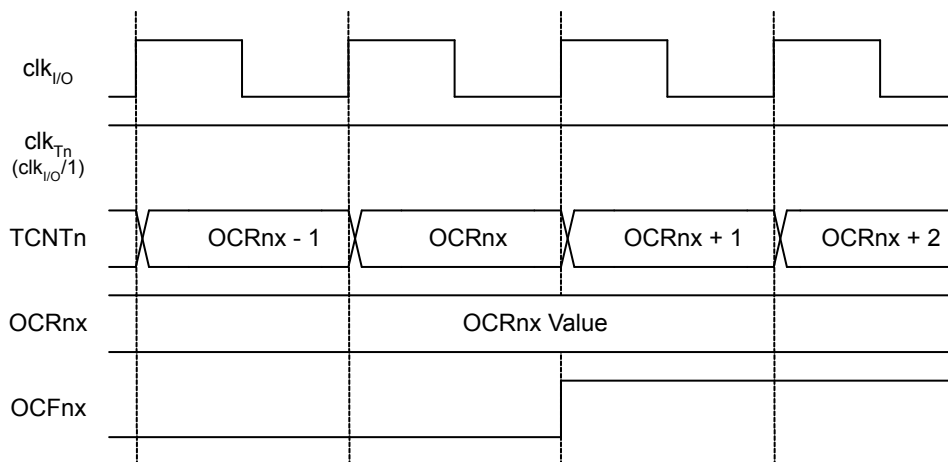 clkI/O
clkTn
(clkI/O/1)
TCNTn OCRnx - 1 OCRnx OCRnx + 1 OCRnx + 2
OCRnx OCRnx Value
OCFnx